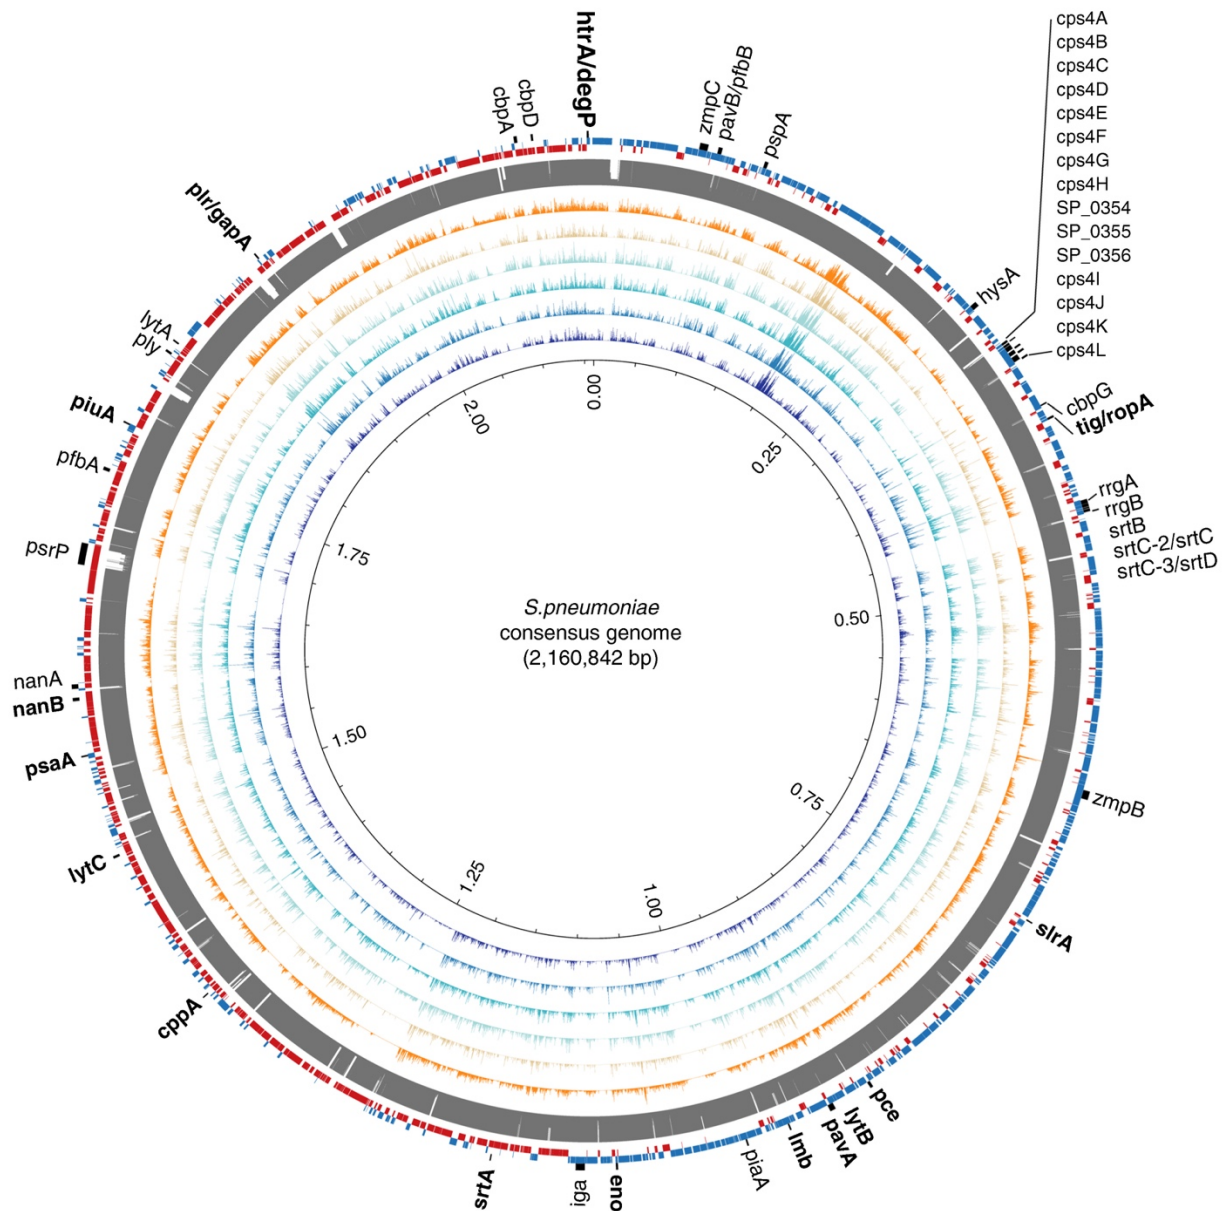 htrA/degP
zmpC
pavB/pfbB
pspA
hysA
cps4A
cps4B
cps4C
cps4D
cps4E
cps4F
cps4G
cps4H
SP_0354
SP_0355
SP_0356
cps4I
cps4J
cps4K
cps4L
cbpG
tig/ropA
rrgA
rrgB
srtB
srtC-2/srtC
srtC-3/srtD
zmpB
slrA
pce
lytB
pavA
lmb
piaA
eno
iga
srtA
cppA
lytC
psaA
nanB
nanA
psrP
pfbA
piuA
ply
lytA
plr/gapA
cbpA
cbpD
0.00
0.25
0.50
0.75
1.00
1.25
1.50
1.75
2.00
S.pneumoniae
consensus genome
(2,160,842 bp)